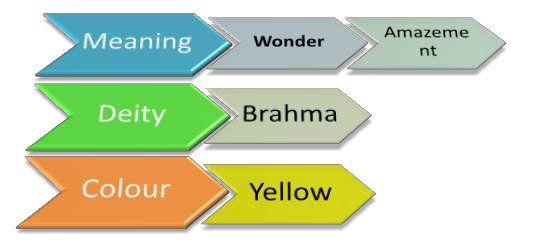 Meaning Wonder Amazeme
nt
Deity Brahma
Colour Yellow